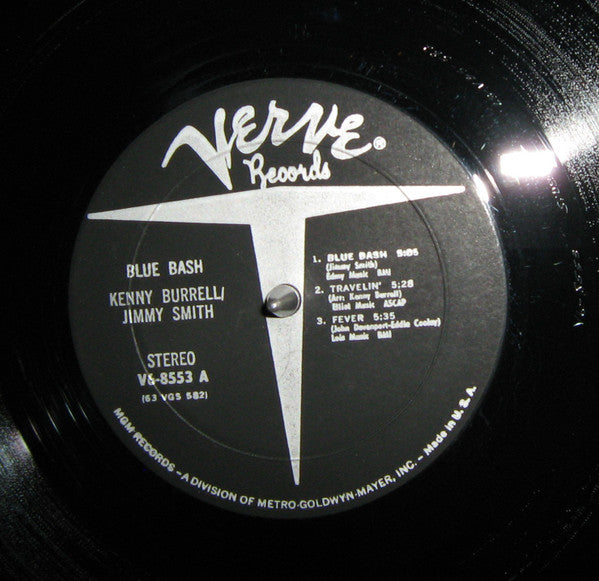 Verve®
Records
BLUE BASH
KENNY BURRELL/
JIMMY SMITH
STEREO
V6-8553 A
(63 VGS 582)
1. BLUE BASH 5:05
(Jimmy Smith)
Edmy Music BMI
2. TRAVELIN' 5:28
(Arr: Kenny Burrell)
Elliot Music ASCAP
3. FEVER 5:35
(John Davenport-Eddie Cooley)
Lois Music BMI
MGM RECORDS – A DIVISION OF METRO-GOLDWYN-MAYER, INC. – Made in U. S. A.